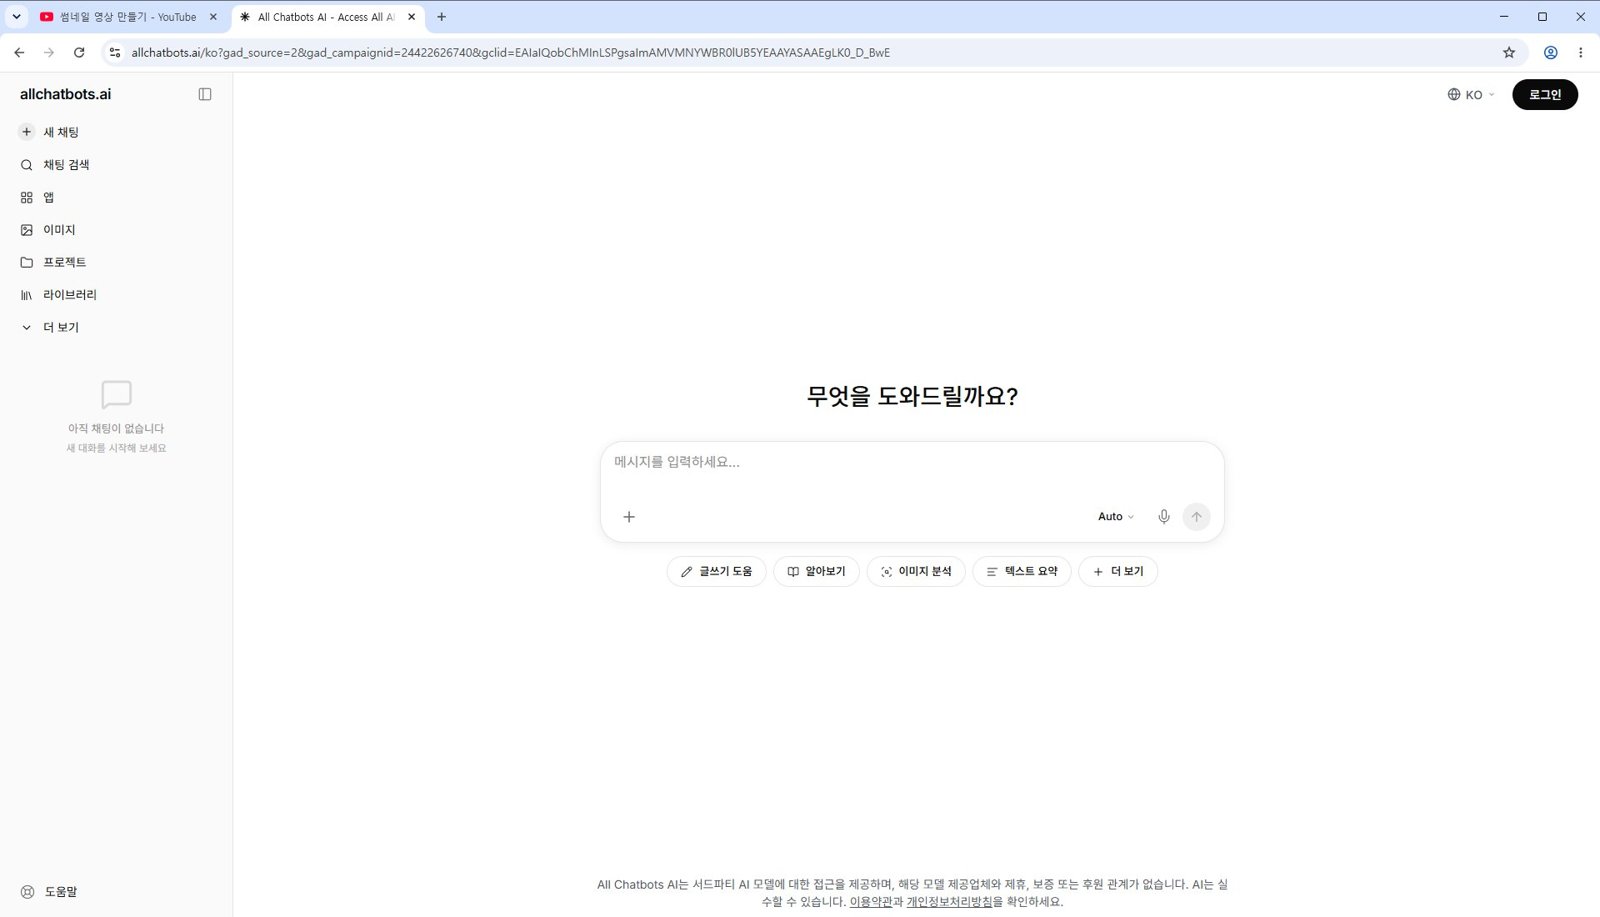 썸네일 영상 만들기 - YouTube
All Chatbots AI - Access All AI
allchatbots.ai/ko?gad_source=2&gad_campaignid=24422626740&gclid=EAIaIQobChMInLSPgsaImAMVMNYWBR0lUB5YEAAYASAAEgLK0_D_BwE
allchatbots.ai
KO
로그인
새 채팅
채팅 검색
앱
이미지
프로젝트
라이브러리
더 보기
아직 채팅이 없습니다
새 대화를 시작해 보세요
무엇을 도와드릴까요?
메시지를 입력하세요...
Auto
글쓰기 도움
알아보기
이미지 분석
텍스트 요약
더 보기
도움말
All Chatbots AI는 서드파티 AI 모델에 대한 접근을 제공하며, 해당 모델 제공업체와 제휴, 보증 또는 후원 관계가 없습니다. AI는 실
수할 수 있습니다. 이용약관과 개인정보처리방침을 확인하세요.